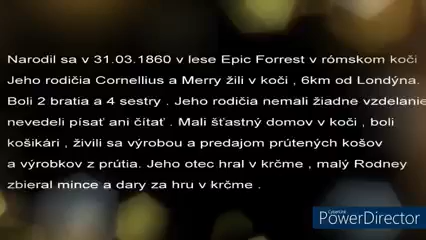 Narodil sa v 31.03.1860 v lese Epic Forrest v rómskom koči
Jeho rodičia Cornellius a Merry žili v koči , 6km od Londýna.
Boli 2 bratia a 4 sestry . Jeho rodičia nemali žiadne vzdelanie
nevedeli písať ani čítať . Mali šťastný domov v koči , boli
košikári , živili sa výrobou a predajom prútených košov
a výrobkov z prútia. Jeho otec hral v krčme , malý Rodney
zbieral mince a dary za hru v krčme .
CyberLink
PowerDirector